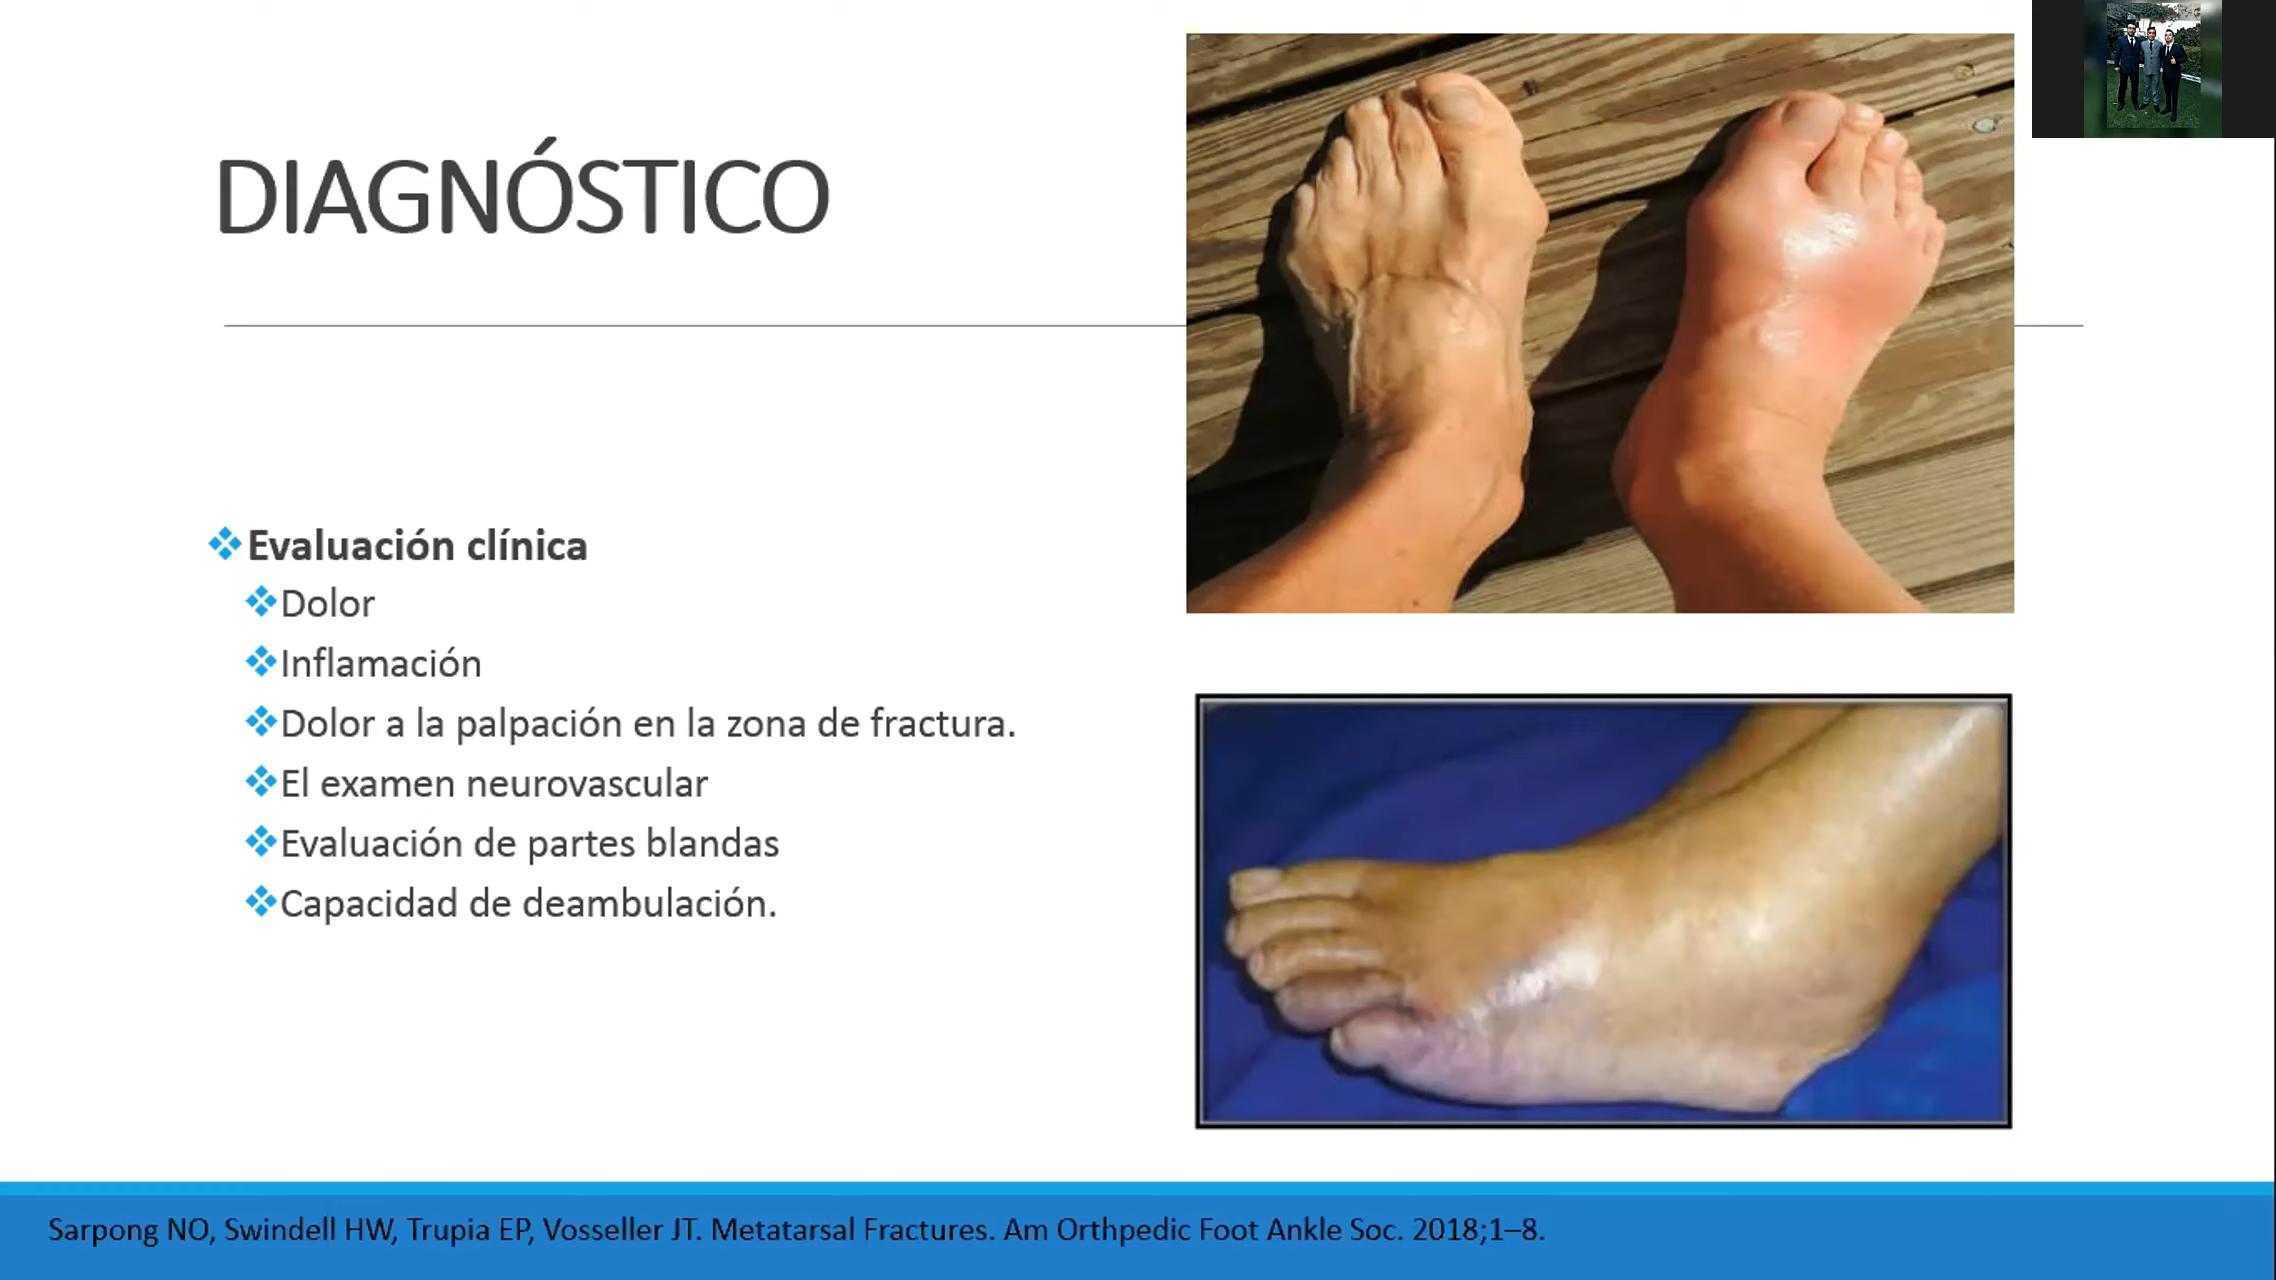 DIAGNÓSTICO
Evaluación clínica
Dolor
Inflamación
Dolor a la palpación en la zona de fractura.
El examen neurovascular
Evaluación de partes blandas
Capacidad de deambulación.
Sarpong NO, Swindell HW, Trupia EP, Vosseller JT. Metatarsal Fractures. Am Orthpedic Foot Ankle Soc. 2018;1–8.